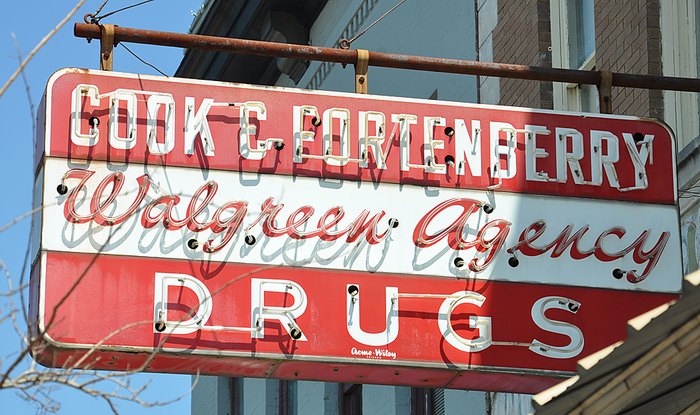 COOK C. FORTENBERRY
Walgreen Agency
DRUGS
Acme-Wiley